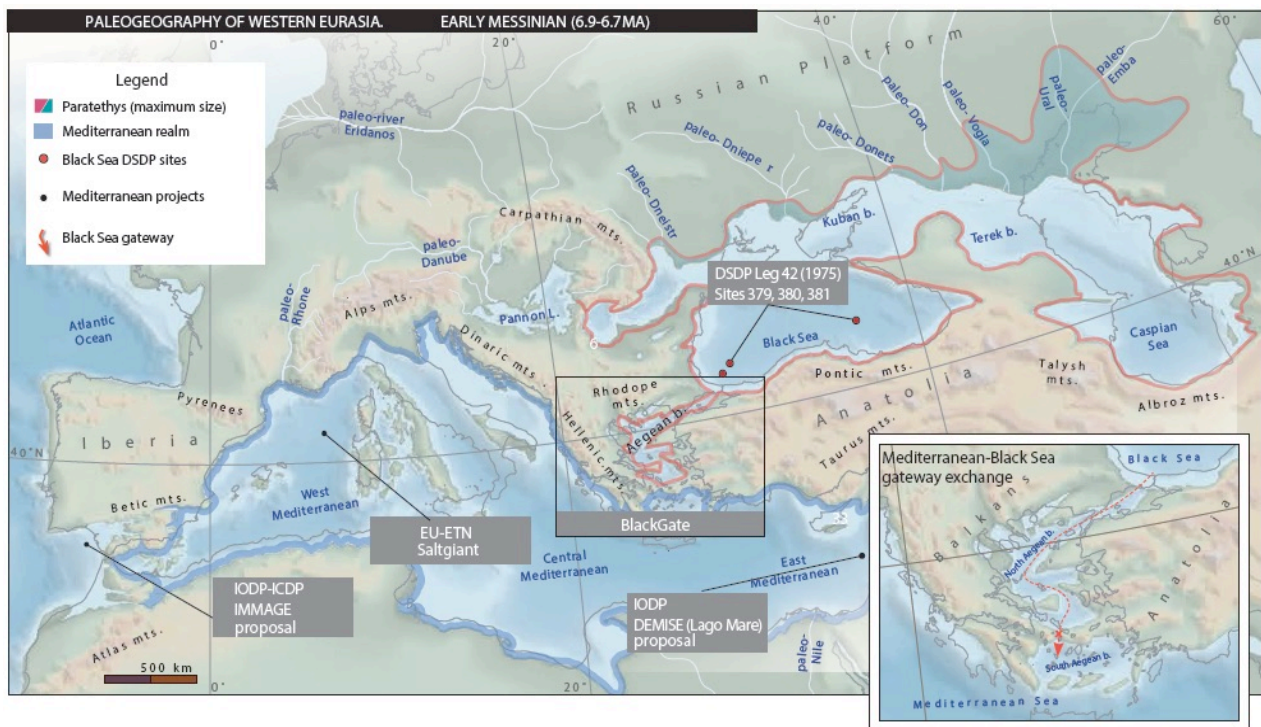 PALEOGEOGRAPHY OF WESTERN EURASIA. EARLY MESSINIAN (6.9-6.7MA)
0°
20°
40°
60°
Legend
Paratethys (maximum size)
Mediterranean realm
Black Sea DSDP sites
Mediterranean projects
Black Sea gateway
Russian Platform
paleo-river
Eridanos
paleo-Dneistr
paleo-Dnieper
paleo-Donets
paleo-Don
paleo-Vogla
paleo-
Ural
paleo-
Emba
Carpathian mts.
Kuban b.
Terek b.
40°N
paleo-
Danube
paleo-
Rhone
Alps mts.
Pannon L.
Dinaric mts.
DSDP Leg 42 (1975)
Sites 379, 380, 381
Black Sea
Caspian
Sea
Atlantic
Ocean
6
Pyrenees
Rhodope
mts.
Pontic mts.
Talysh
mts.
Albroz mts.
Anatolia
Iberia
Aegean b.
Hellenic mts.
Taurus mts.
40°N
Betic mts.
West
Mediterranean
BlackGate
EU-ETN
Saltgiant
Central
Mediterranean
East
Mediterranean
IODP-ICDP
IMMAGE
proposal
IODP
DEMISE (Lago Mare)
proposal
Atlas mts.
paleo-
Nile
500 km
0°
20°
Mediterranean-Black Sea
gateway exchange
Black Sea
Balkans
North Aegean b.
Anatolia
South Aegean b.
Mediterranean Sea